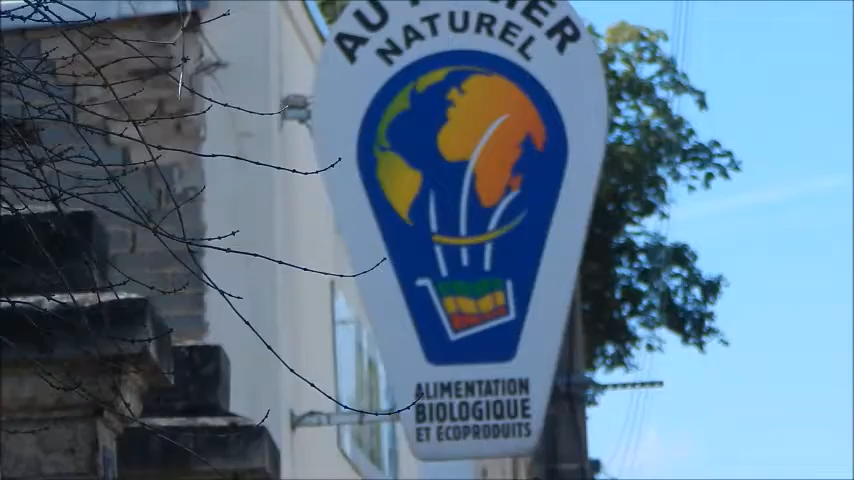 AU
NATUREL
ALIMENTATION
BIOLOGIQUE
ET ÉCOPRODUITS